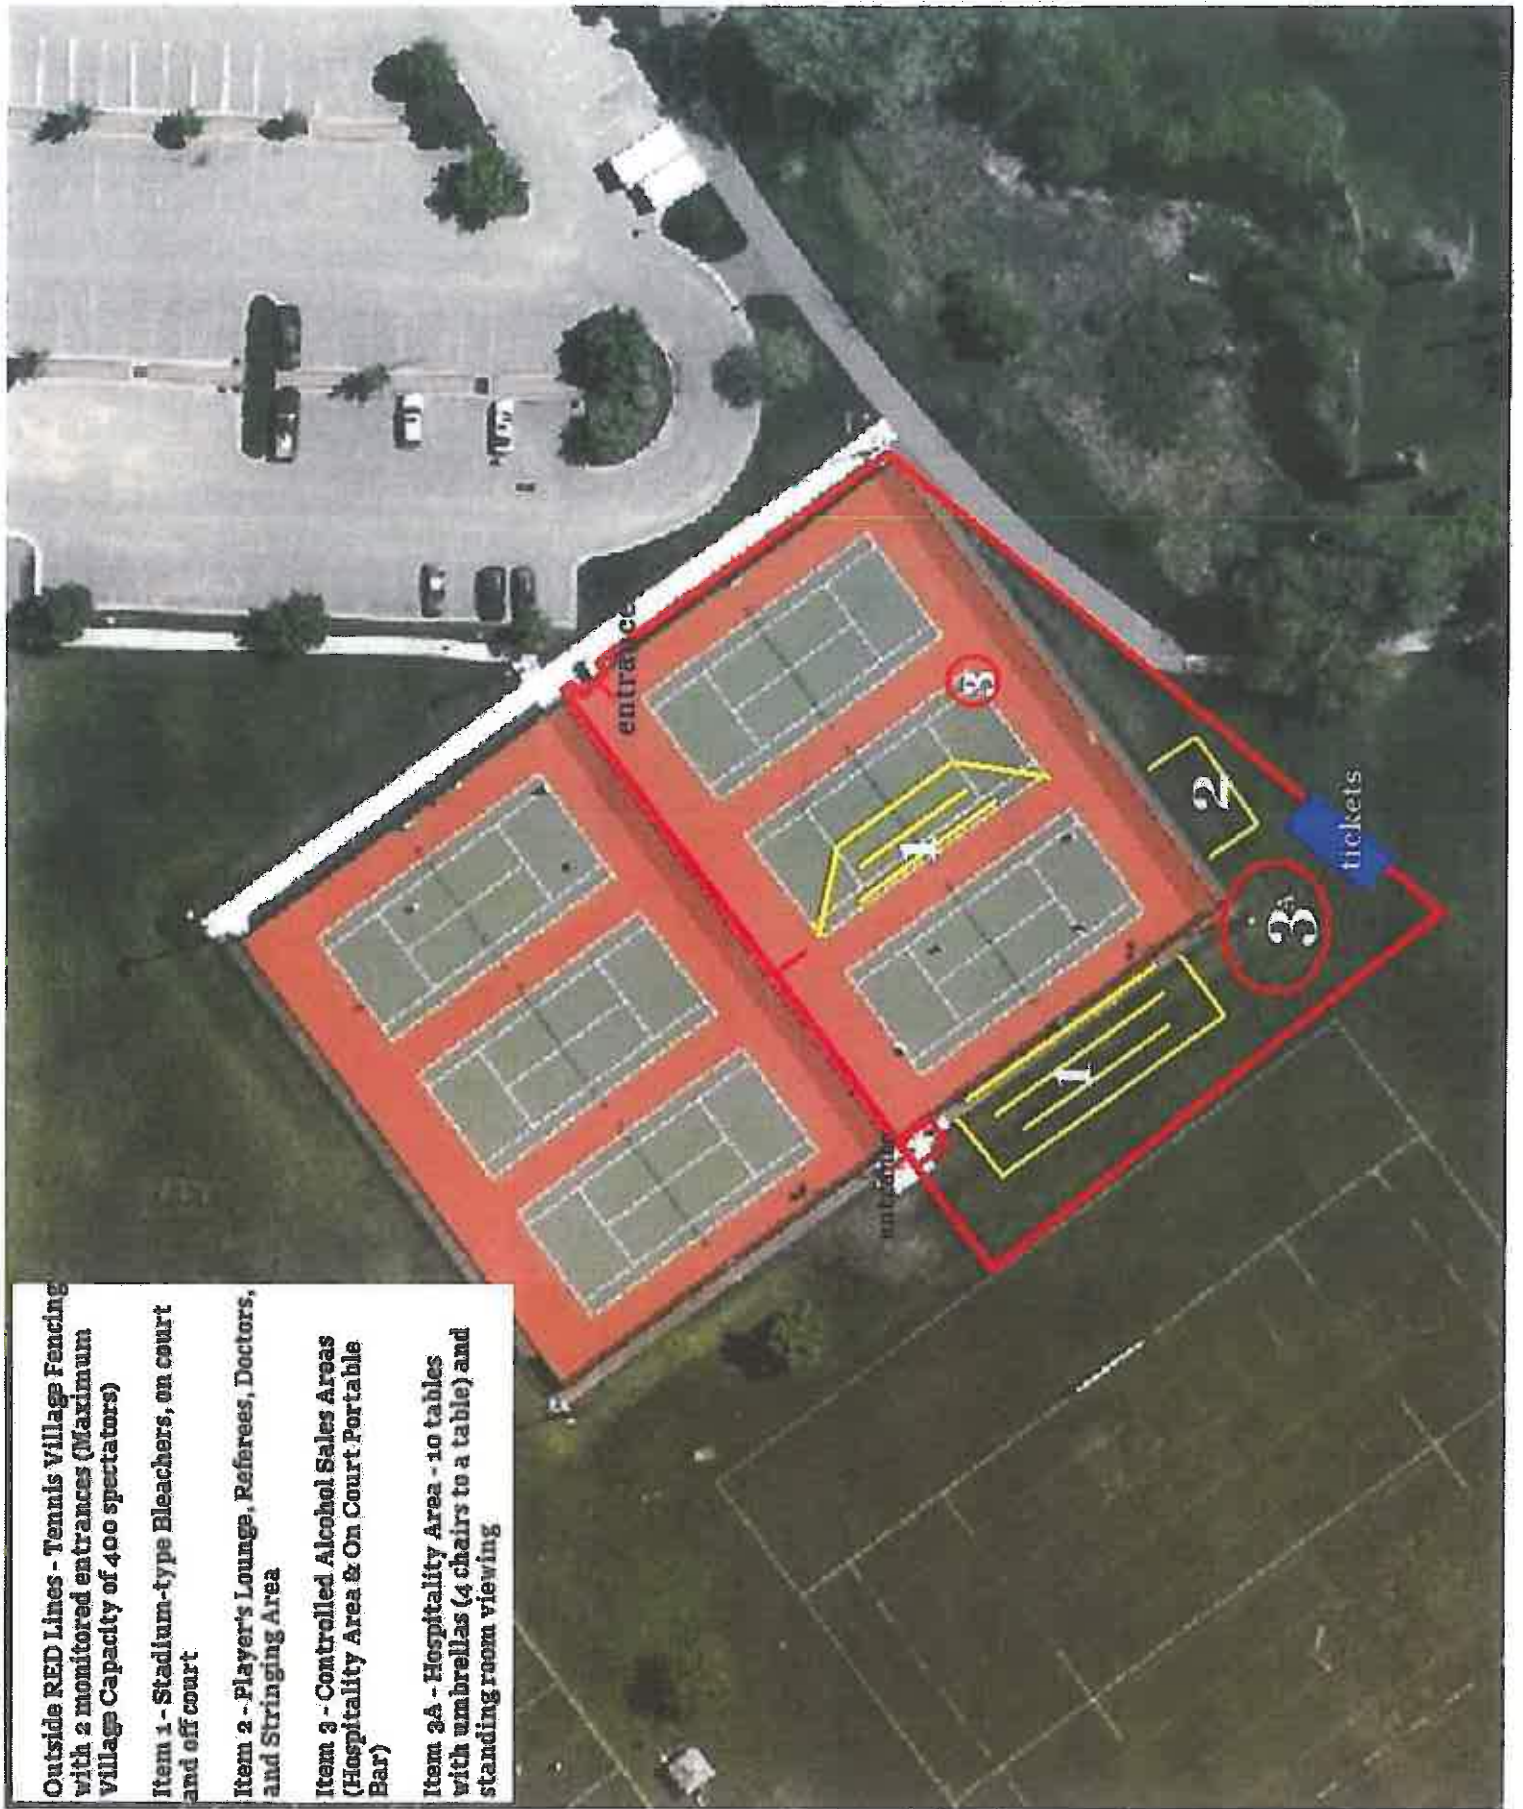 Outside RED Lines - Tennis Village Fencing
with 2 monitored entrances (Maximum
Village Capacity of 400 spectators)
Item 1 - Stadium-type Bleachers, on court
and off court
Item 2 - Player's Lounge, Referees, Doctors,
and Stringing Area
Item 3 - Controlled Alcohol Sales Areas
(Hospitality Area & On Court Portable
Bar)
Item 3A - Hospitality Area - 10 tables
with umbrellas (4 chairs to a table) and
standing room viewing
entrance
3
1
2
tickets
3
A
1
entrance